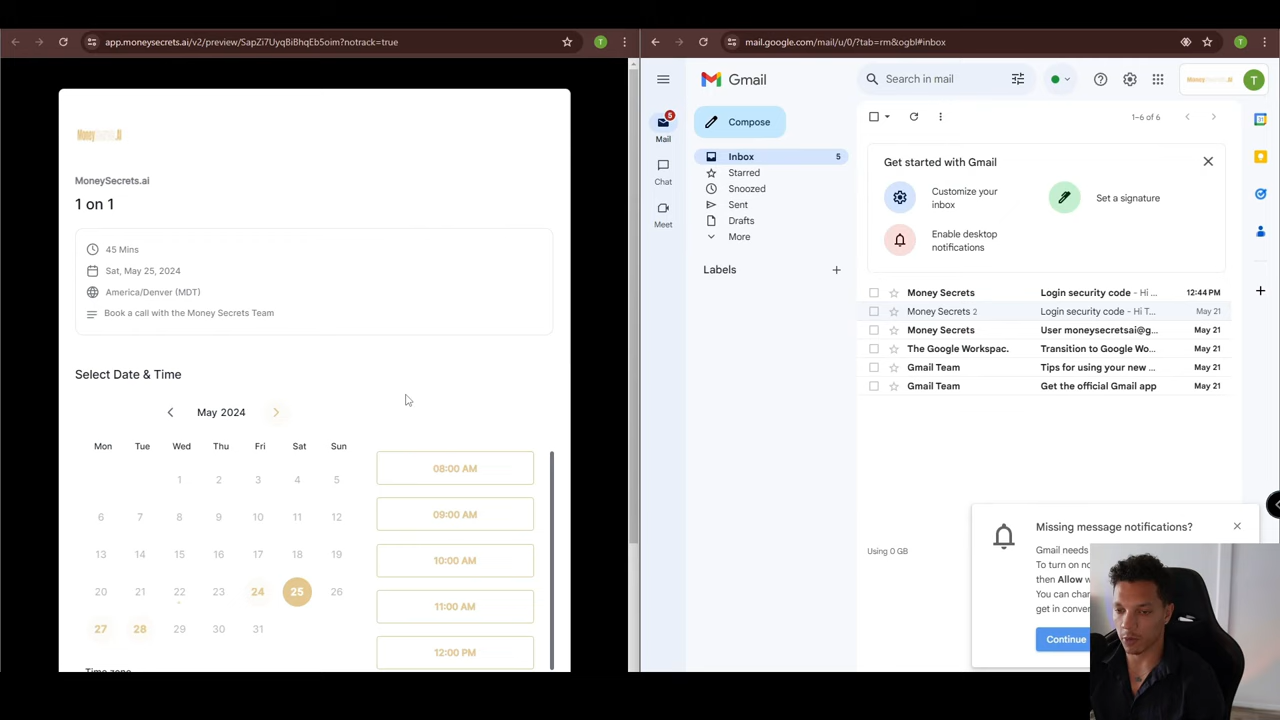 app.moneysecrets.ai/v2/preview/SapZi7UyqBiBhqEb5oim?notrack=true
T
MoneySecrets.ai
1 on 1
45 Mins
Sat, May 25, 2024
America/Denver (MDT)
Book a call with the Money Secrets Team
Select Date & Time
May 2024
Mon Tue Wed Thu Fri Sat Sun
1 2 3 4 5
6 7 8 9 10 11 12
13 14 15 16 17 18 19
20 21 22 23 24 25 26
27 28 29 30 31
08:00 AM
09:00 AM
10:00 AM
11:00 AM
12:00 PM
Time zone
mail.google.com/mail/u/0/?tab=rm&ogbl#inbox
T
Gmail
Search in mail
T
5
Mail
Chat
Meet
Compose
Inbox 5
Starred
Snoozed
Sent
Drafts
More
Labels
1–6 of 6
Get started with Gmail
Customize your
inbox
Set a signature
Enable desktop
notifications
Money Secrets Login security code - Hi ... 12:44 PM
Money Secrets 2 Login security code - Hi T... May 21
Money Secrets User moneysecretsai@g... May 21
The Google Workspac. Transition to Google Wo... May 21
Gmail Team Tips for using your new ... May 21
Gmail Team Get the official Gmail app May 21
Using 0 GB
Missing message notifications?
Gmail needs
To turn on no
then Allow w
You can chan
get in conver
Continue